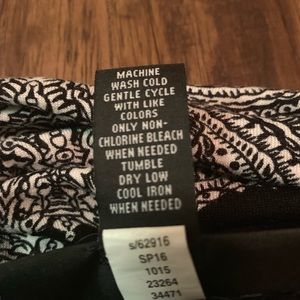 MACHINE
WASH COLD
GENTLE CYCLE
WITH LIKE
COLORS
ONLY NON-
CHLORINE BLEACH
WHEN NEEDED
TUMBLE
DRY LOW
COOL IRON
WHEN NEEDED
s/62916
SP16
1015
23264
34471